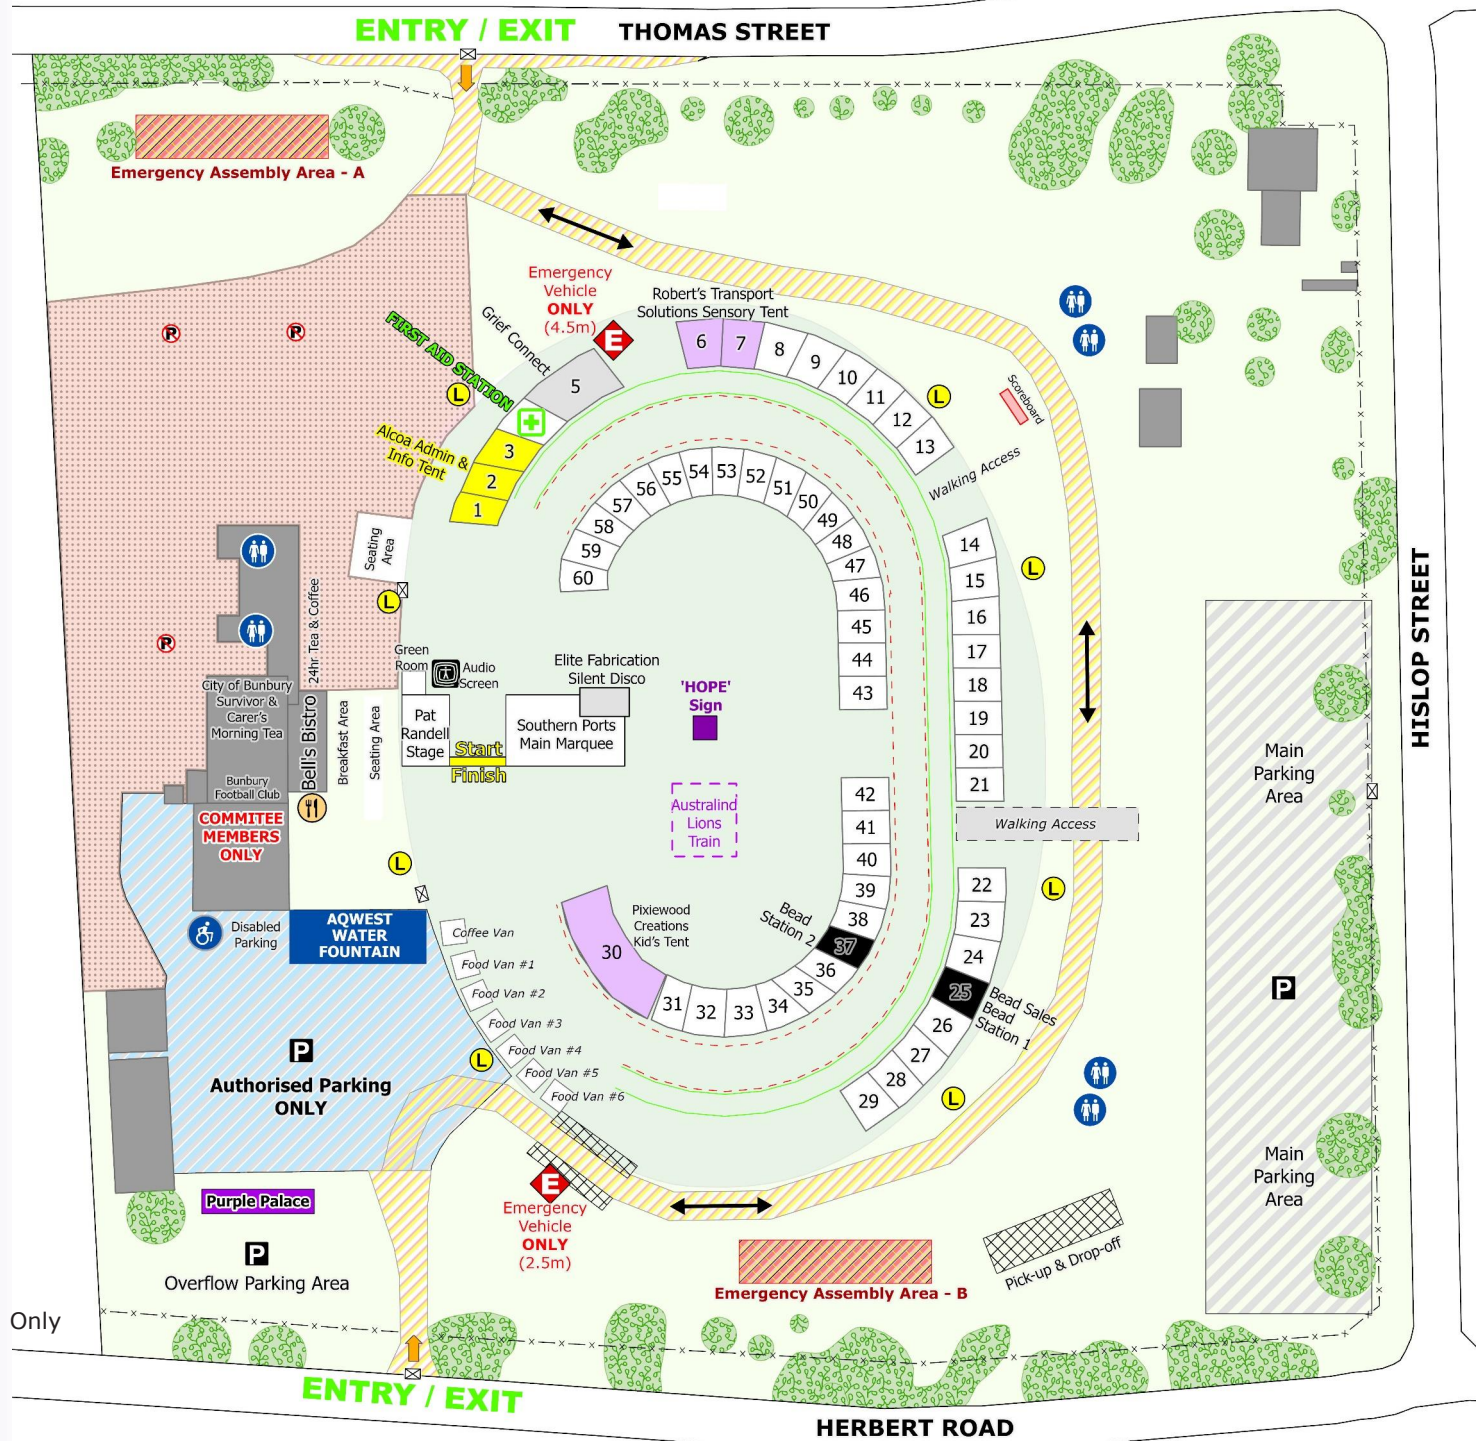 ENTRY / EXIT
THOMAS STREET
Emergency Assembly Area - A
Emergency
Vehicle
ONLY
(4.5m)
E
Robert's Transport
Solutions Sensory Tent
Grief Connect
FIRST AID STATION
Alcoa Admin &
Info Tent
Scoreboard
Walking Access
1
2
3
5
6
7
8
9
10
11
12
13
14
15
16
17
18
19
20
21
Walking Access
22
23
24
25
26
27
28
29
Bead Sales
Bead
Station 1
60
59
58
57
56
55
54
53
52
51
50
49
48
47
46
45
44
43
42
41
40
39
38
37
36
35
34
33
32
31
30
Bead
Station 2
Pixiewood
Creations
Kid's Tent
P
P
P
L
L
L
L
L
L
L
L
Seating
Area
24hr Tea & Coffee
Green
Room
Audio
Screen
Elite Fabrication
Silent Disco
'HOPE'
Sign
Pat
Randell
Stage
Start
Finish
Southern Ports
Main Marquee
Australind
Lions
Train
City of Bunbury
Survivor &
Carer's
Morning Tea
Bell's Bistro
Breakfast Area
Seating Area
Bunbury
Football Club
COMMITEE
MEMBERS
ONLY
Disabled
Parking
AQWEST
WATER
FOUNTAIN
Coffee Van
Food Van #1
Food Van #2
Food Van #3
Food Van #4
Food Van #5
Food Van #6
P
Authorised Parking
ONLY
Purple Palace
P
Overflow Parking Area
E
Emergency
Vehicle
ONLY
(2.5m)
Emergency Assembly Area - B
Pick-up & Drop-off
Main
Parking
Area
P
Main
Parking
Area
HISLOP STREET
Only
ENTRY / EXIT
HERBERT ROAD